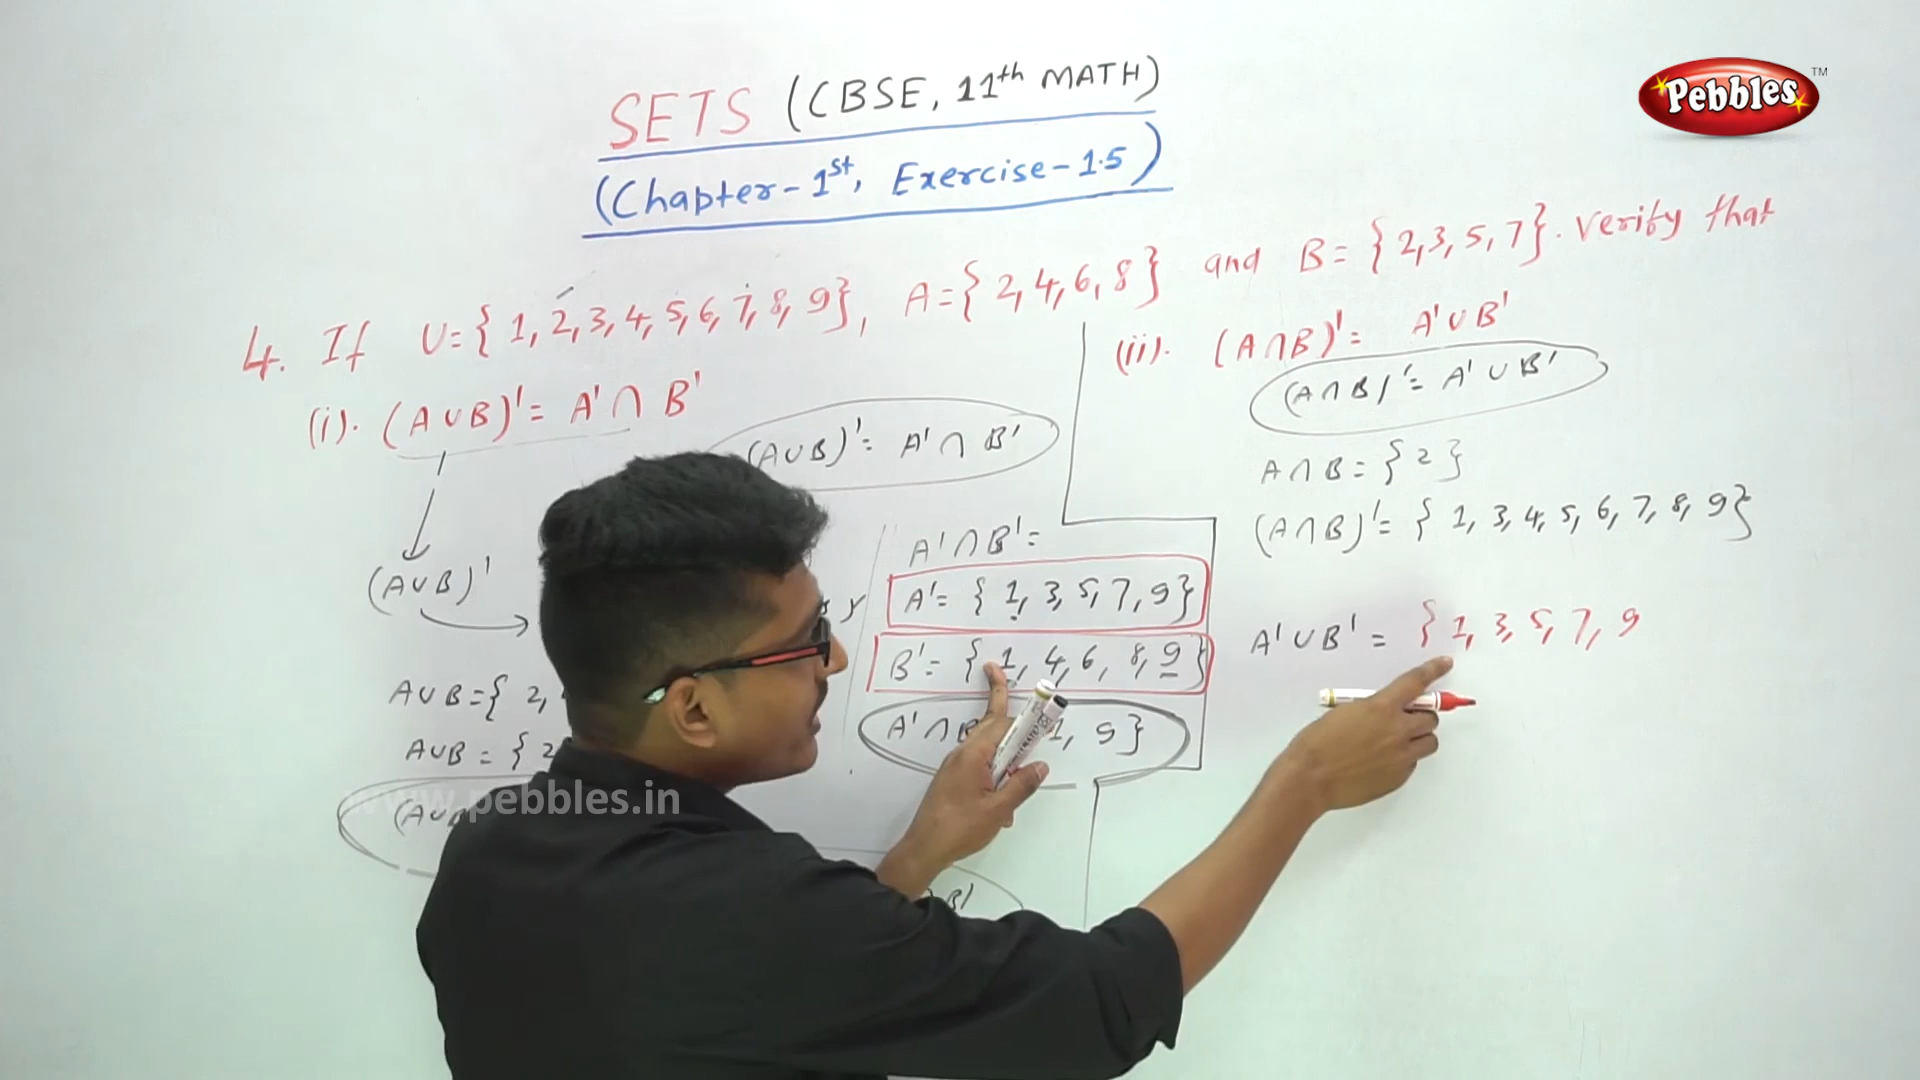 Pebbles™
SETS (CBSE, 11th MATH)
(Chapter-1st, Exercise-1.5)
4. If U={1,2,3,4,5,6,7,8,9}, A={2,4,6,8} and B={2,3,5,7}. Verify that
(i). (A∪B)'= A'∩B'
(A∪B)'= A'∩B'
(A∪B)'
A∪B={2,
A∪B={2
(A∪B
A'∩B'=
A'={1,3,5,7,9}
B'={1,4,6,8,9}
A'∩B 1,9}
B'
(ii). (A∩B)'= A'∪B'
(A∩B)'= A'∪B'
A∩B={2}
(A∩B)'={1,3,4,5,6,7,8,9}
A'∪B'={1,3,5,7,9
www.pebbles.in